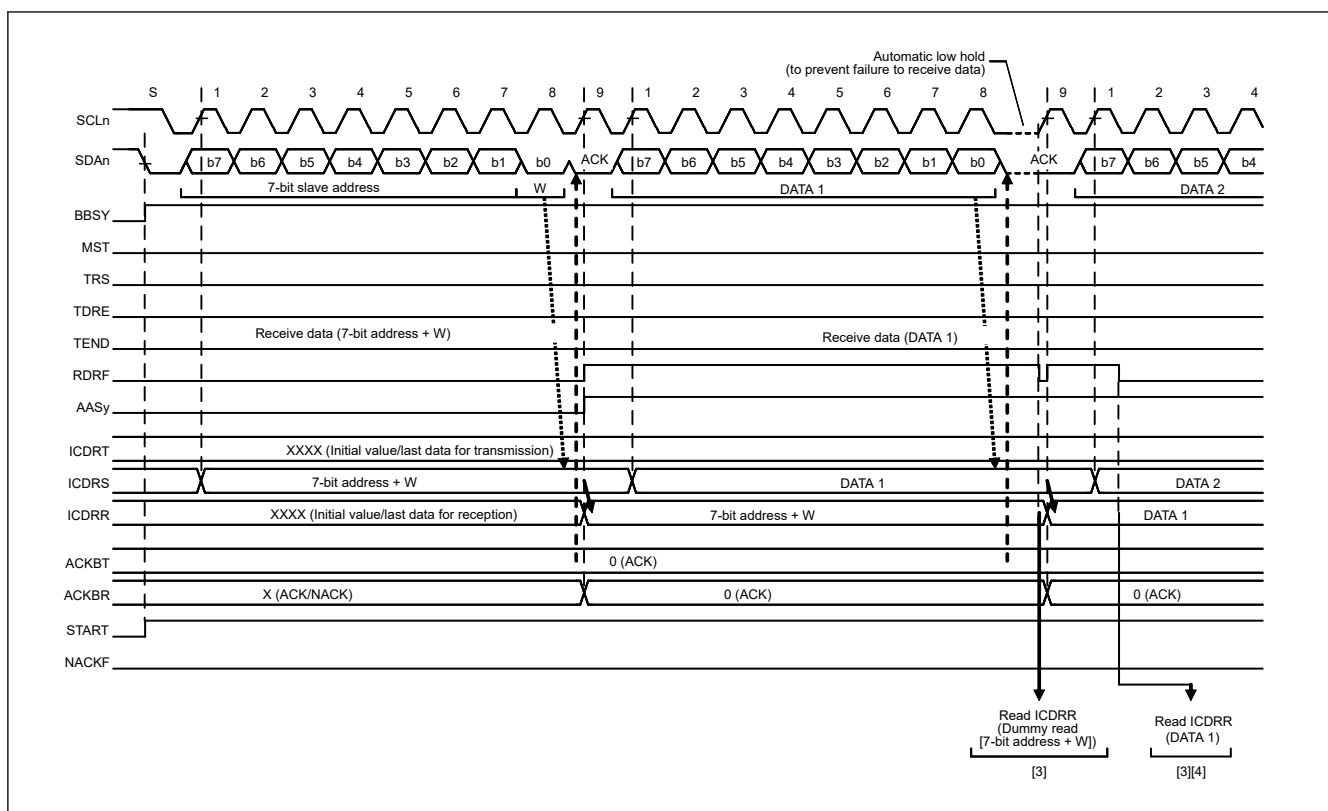 Automatic low hold
(to prevent failure to receive data)
S 1 2 3 4 5 6 7 8 9 1 2 3 4 5 6 7 8 9 1 2 3 4
SCLn
SDAn b7 b6 b5 b4 b3 b2 b1 b0 ACK b7 b6 b5 b4 b3 b2 b1 b0 ACK b7 b6 b5 b4
7-bit slave address W DATA 1 DATA 2
BBSY
MST
TRS
TDRE
Receive data (7-bit address + W) Receive data (DATA 1)
TEND
RDRF
AASy
ICDRT XXXX (Initial value/last data for transmission)
ICDRS 7-bit address + W DATA 1 DATA 2
ICDRR XXXX (Initial value/last data for reception) 7-bit address + W DATA 1
ACKBT 0 (ACK)
ACKBR X (ACK/NACK) 0 (ACK) 0 (ACK)
START
NACKF
Read ICDRR
(Dummy read
[7-bit address + W])
[3]
Read ICDRR
(DATA 1)
[3][4]